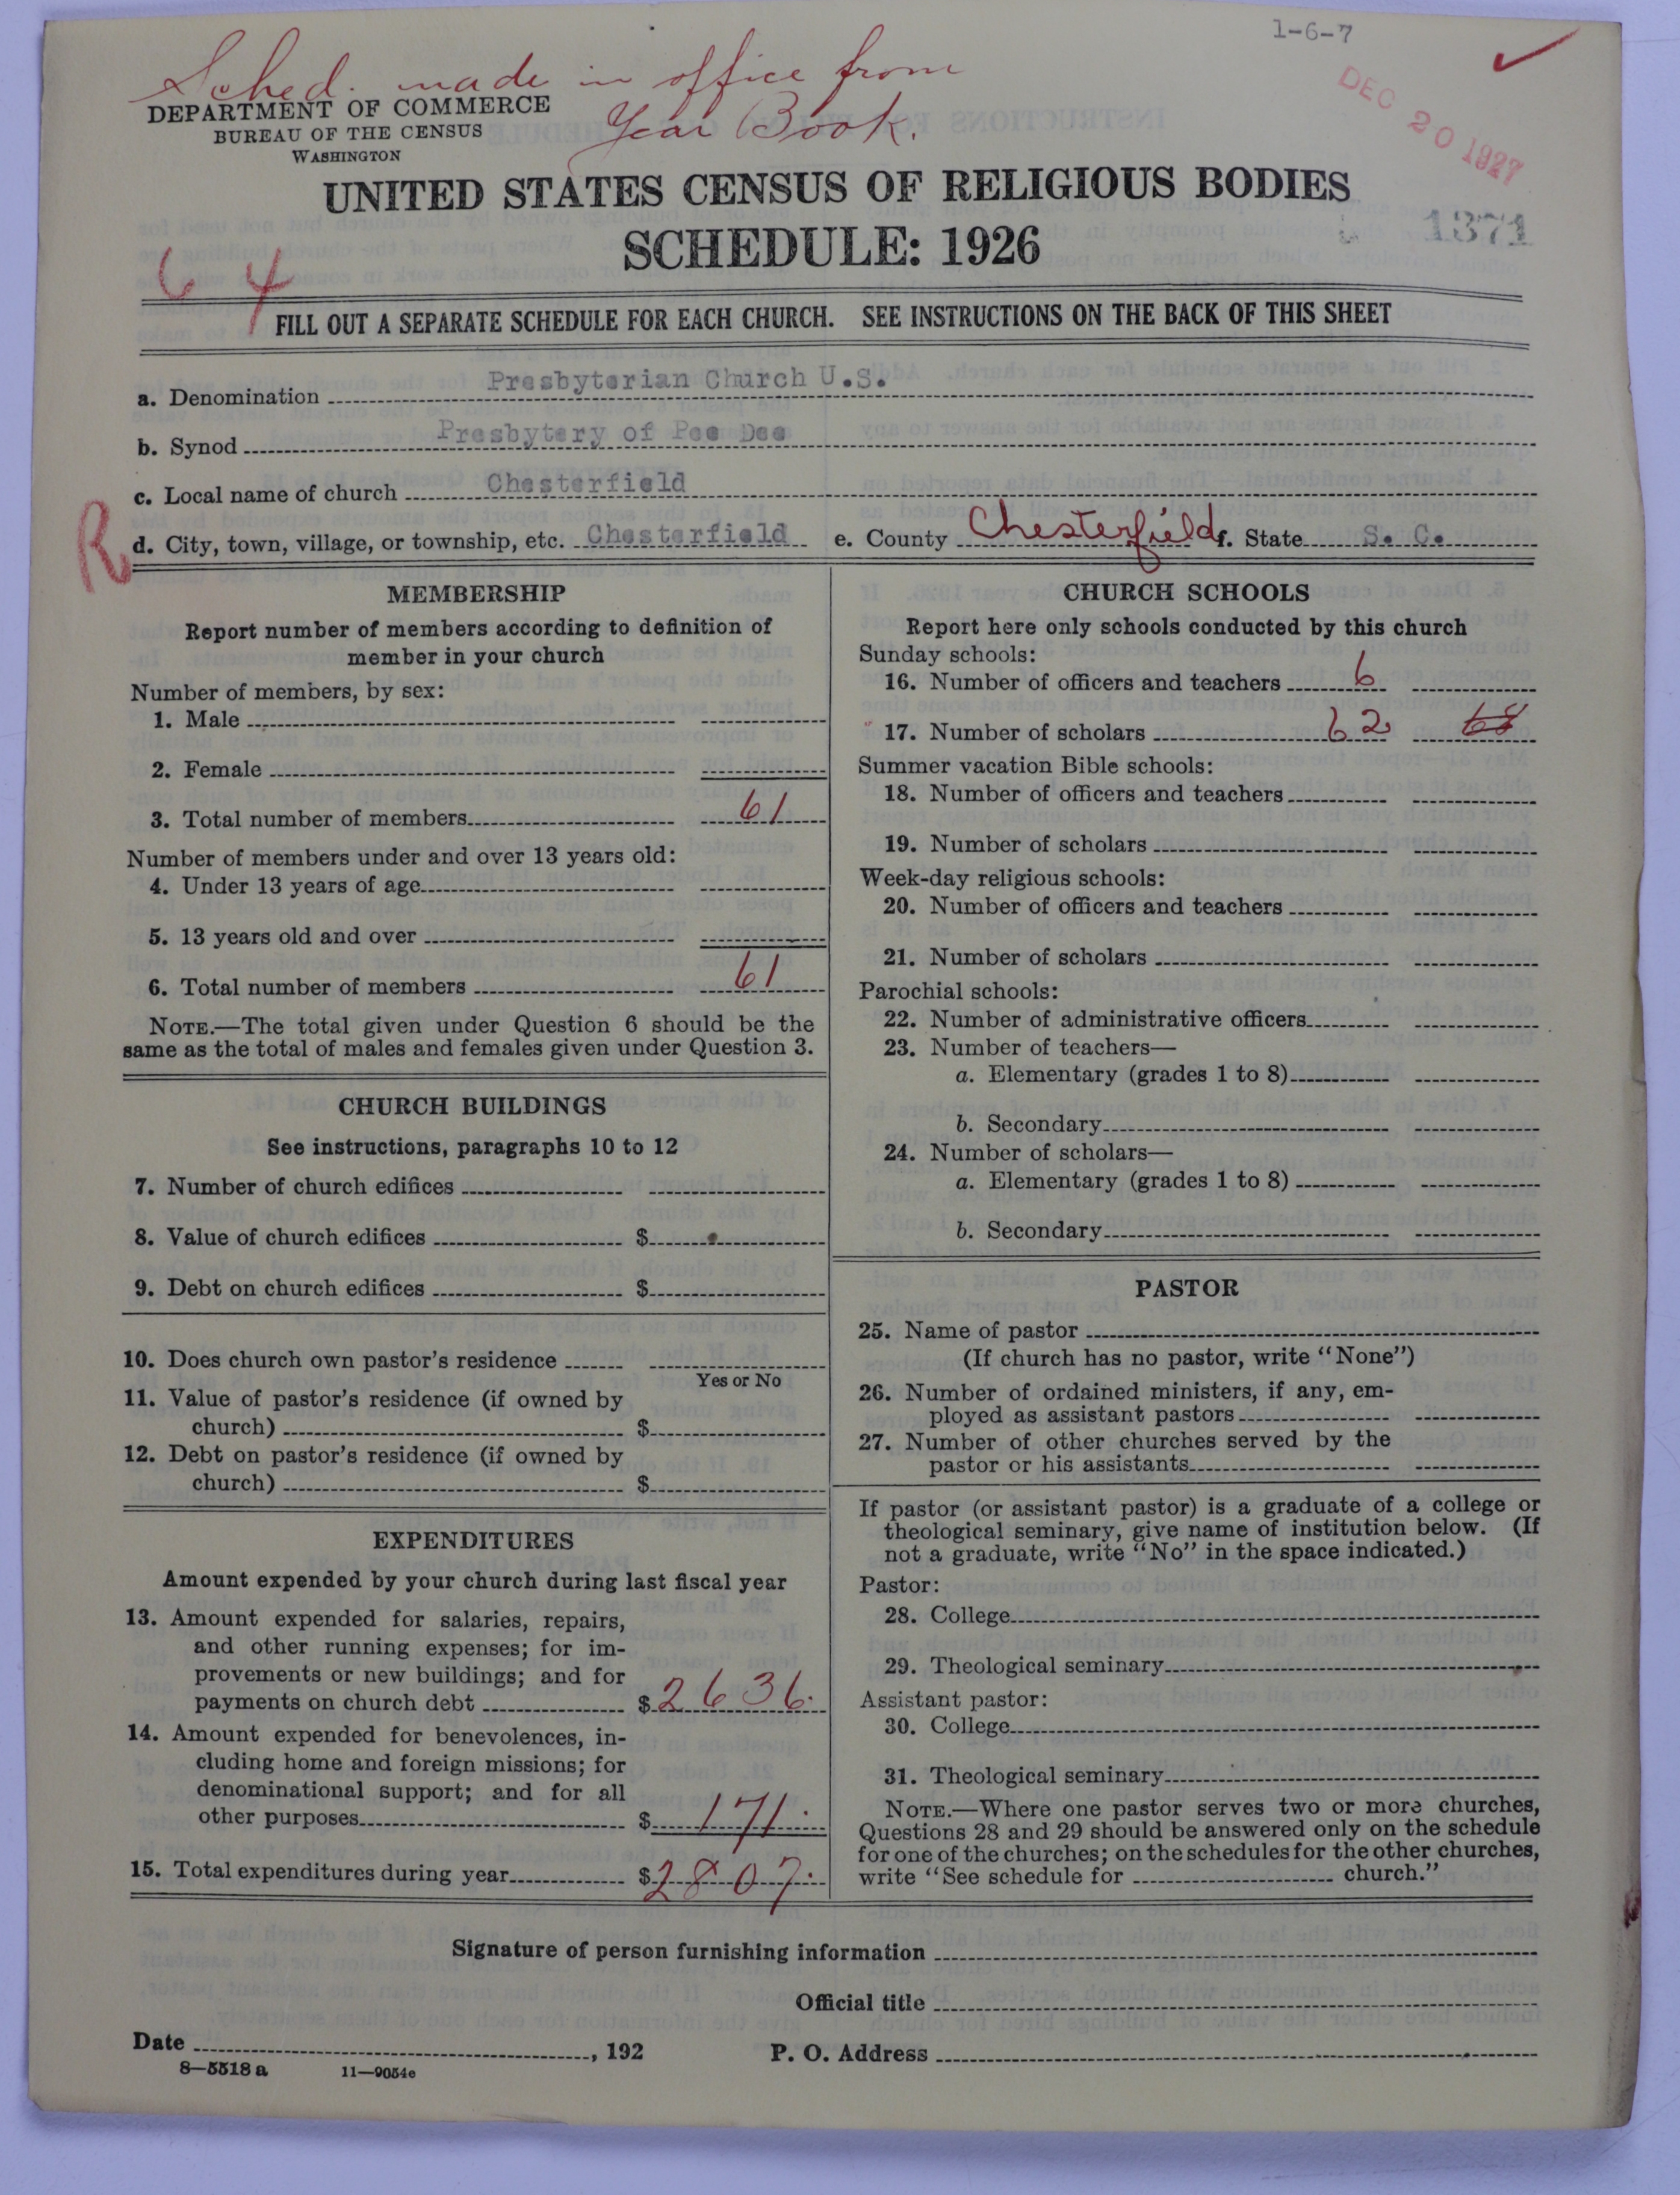 1-6-7
Sched. made in office from
Year Book.
DEC 20 1927
DEPARTMENT OF COMMERCE
BUREAU OF THE CENSUS
WASHINGTON
UNITED STATES CENSUS OF RELIGIOUS BODIES
SCHEDULE: 1926
1371
6 4
FILL OUT A SEPARATE SCHEDULE FOR EACH CHURCH. SEE INSTRUCTIONS ON THE BACK OF THIS SHEET
a. Denomination Presbyterian Church U.S.
b. Synod Presbytery of Pee Dee
c. Local name of church Chesterfield
R
d. City, town, village, or township, etc. Chesterfield e. County Chesterfield f. State S. C.
MEMBERSHIP
Report number of members according to definition of
member in your church
Number of members, by sex:
1. Male
2. Female
3. Total number of members 61
Number of members under and over 13 years old:
4. Under 13 years of age
5. 13 years old and over
6. Total number of members 61
NOTE.—The total given under Question 6 should be the
same as the total of males and females given under Question 3.
CHURCH BUILDINGS
See instructions, paragraphs 10 to 12
7. Number of church edifices
8. Value of church edifices $
9. Debt on church edifices $
10. Does church own pastor's residence
Yes or No
11. Value of pastor's residence (if owned by
church) $
12. Debt on pastor's residence (if owned by
church) $
EXPENDITURES
Amount expended by your church during last fiscal year
13. Amount expended for salaries, repairs,
and other running expenses; for im-
provements or new buildings; and for
payments on church debt $ 2636.
14. Amount expended for benevolences, in-
cluding home and foreign missions; for
denominational support; and for all
other purposes $ 171.
15. Total expenditures during year $ 2807.
CHURCH SCHOOLS
Report here only schools conducted by this church
Sunday schools:
16. Number of officers and teachers 6
17. Number of scholars 62 68
Summer vacation Bible schools:
18. Number of officers and teachers
19. Number of scholars
Week-day religious schools:
20. Number of officers and teachers
21. Number of scholars
Parochial schools:
22. Number of administrative officers
23. Number of teachers—
a. Elementary (grades 1 to 8)
b. Secondary
24. Number of scholars—
a. Elementary (grades 1 to 8)
b. Secondary
PASTOR
25. Name of pastor
(If church has no pastor, write "None")
26. Number of ordained ministers, if any, em-
ployed as assistant pastors
27. Number of other churches served by the
pastor or his assistants
If pastor (or assistant pastor) is a graduate of a college or
theological seminary, give name of institution below. (If
not a graduate, write "No" in the space indicated.)
Pastor:
28. College
29. Theological seminary
Assistant pastor:
30. College
31. Theological seminary
NOTE.—Where one pastor serves two or more churches,
Questions 28 and 29 should be answered only on the schedule
for one of the churches; on the schedules for the other churches,
write "See schedule for church."
Signature of person furnishing information
Official title
Date , 192 P. O. Address
8—5518 a 11—9054e